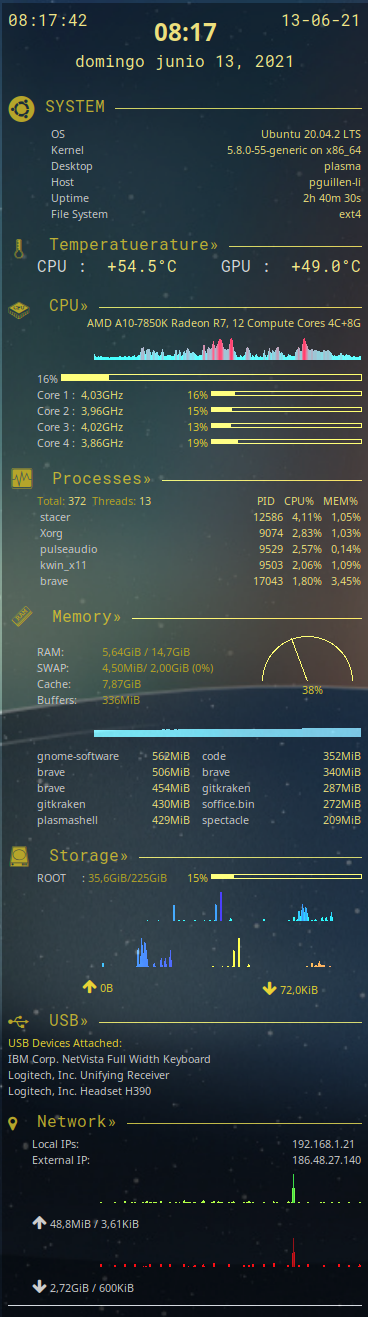 08:17:42 08:17 13-06-21
domingo junio 13, 2021
SYSTEM
OS Ubuntu 20.04.2 LTS
Kernel 5.8.0-55-generic on x86_64
Desktop plasma
Host pguillen-li
Uptime 2h 40m 30s
File System ext4
Temperatuerature»
CPU : +54.5°C GPU : +49.0°C
CPU»
AMD A10-7850K Radeon R7, 12 Compute Cores 4C+8G
16%
Core 1 : 4,03GHz 16%
Core 2 : 3,96GHz 15%
Core 3 : 4,02GHz 13%
Core 4 : 3,86GHz 19%
Processes»
Total: 372 Threads: 13 PID CPU% MEM%
stacer 12586 4,11% 1,05%
Xorg 9074 2,83% 1,03%
pulseaudio 9529 2,57% 0,14%
kwin_x11 9503 2,06% 1,09%
brave 17043 1,80% 3,45%
RAM
Memory»
RAM: 5,64GiB / 14,7GiB
SWAP: 4,50MiB/ 2,00GiB (0%)
Cache: 7,87GiB
Buffers: 336MiB
38%
gnome-software 562MiB code 352MiB
brave 506MiB brave 340MiB
brave 454MiB gitkraken 287MiB
gitkraken 430MiB soffice.bin 272MiB
plasmashell 429MiB spectacle 209MiB
Storage»
ROOT : 35,6GiB/225GiB 15%
0B 72,0KiB
USB»
USB Devices Attached:
IBM Corp. NetVista Full Width Keyboard
Logitech, Inc. Unifying Receiver
Logitech, Inc. Headset H390
Network»
Local IPs: 192.168.1.21
External IP: 186.48.27.140
48,8MiB / 3,61KiB
2,72GiB / 600KiB